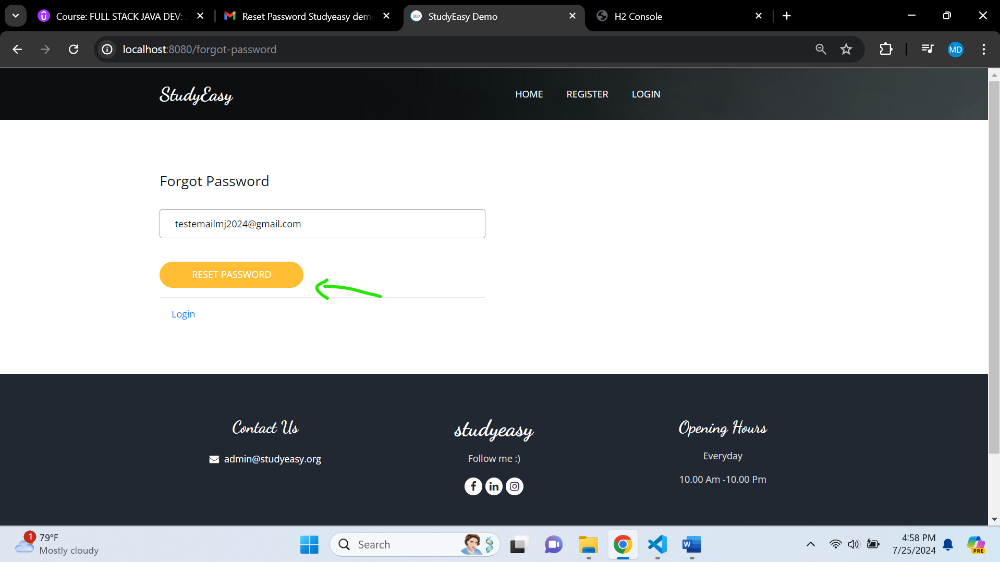 Course: FULL STACK JAVA DEV:
Reset Password Studyeasy dem
StudyEasy Demo
H2 Console
localhost:8080/forgot-password
MD
StudyEasy
HOME
REGISTER
LOGIN
Forgot Password
testemailmj2024@gmail.com
RESET PASSWORD
Login
Contact Us
admin@studyeasy.org
studyeasy
Follow me :)
Opening Hours
Everyday
10.00 Am -10.00 Pm
1
79°F
Mostly cloudy
Search
4:58 PM
7/25/2024
PRE